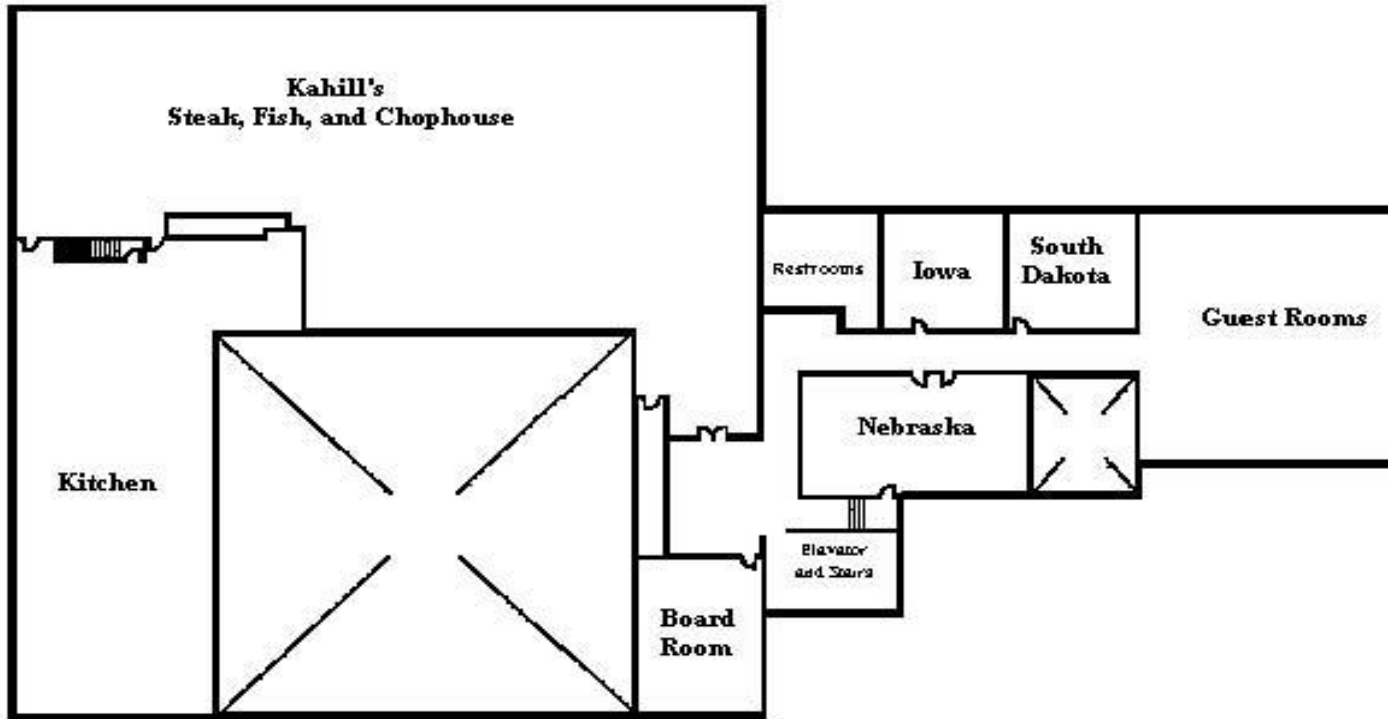 Kahill's
Steak, Fish, and Chophouse
Restrooms
Iowa
South
Dakota
Guest Rooms
Nebraska
Kitchen
Elevator
and Stairs
Board
Room